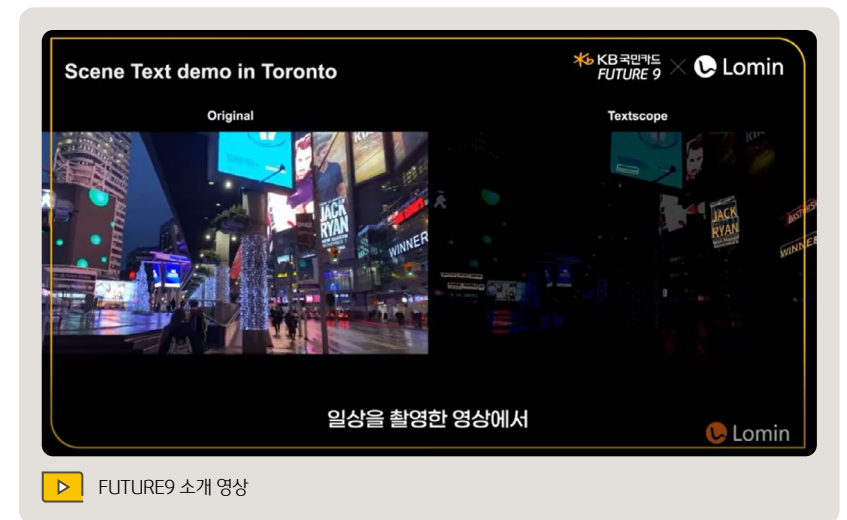 Scene Text demo in Toronto
KB국민카드
FUTURE 9
Lomin
Original
Textscope
JACK
RYAN
WINNER
JACK
RYAN
WINNE
일상을 촬영한 영상에서
Lomin
FUTURE9 소개 영상